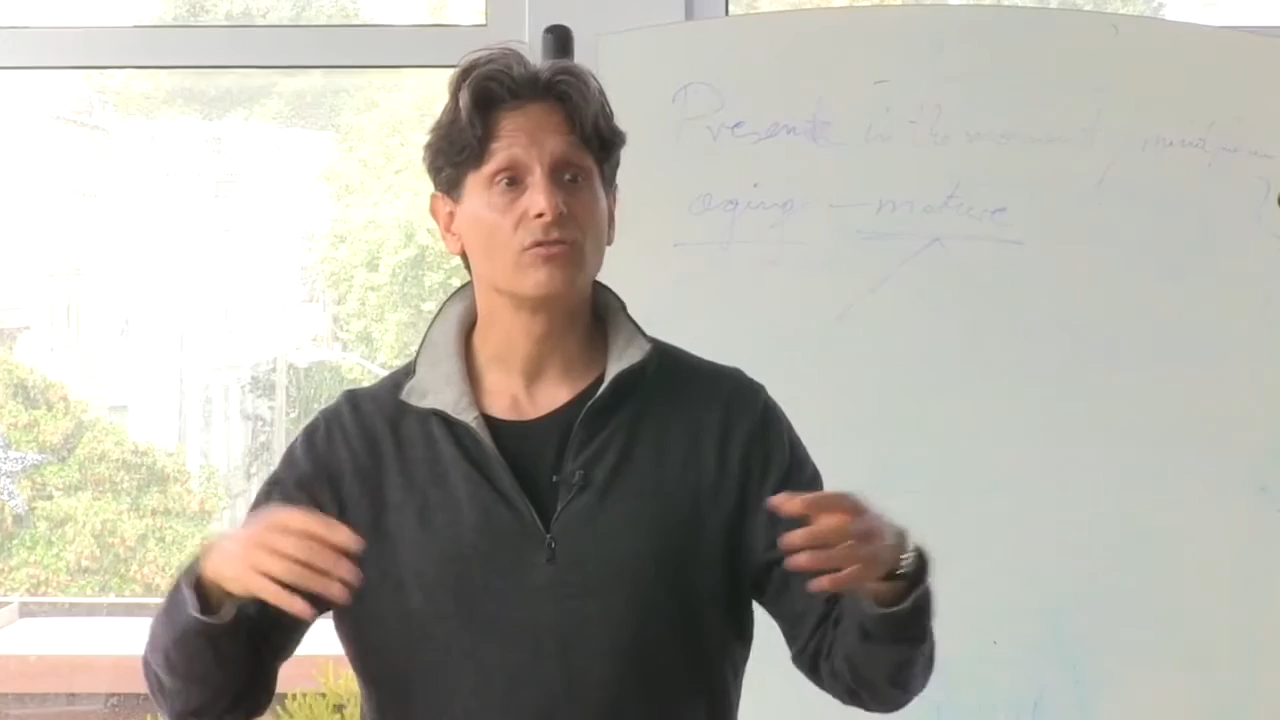 Present in the moment,
aging — mature